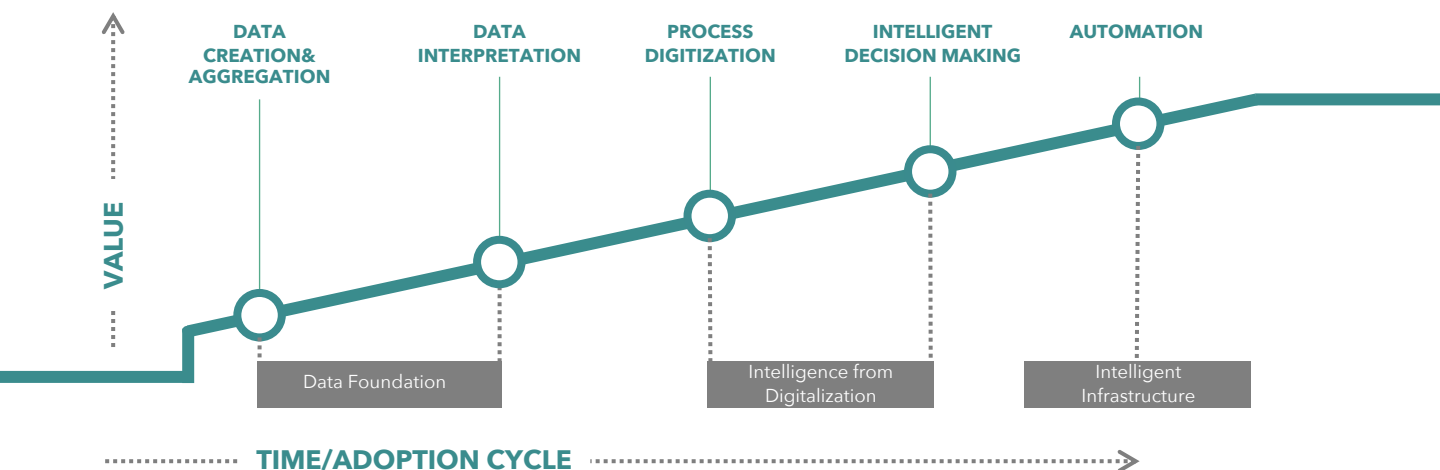 DATA
CREATION&
AGGREGATION
DATA
INTERPRETATION
PROCESS
DIGITIZATION
INTELLIGENT
DECISION MAKING
AUTOMATION
VALUE
Data Foundation
Intelligence from
Digitalization
Intelligent
Infrastructure
TIME/ADOPTION CYCLE